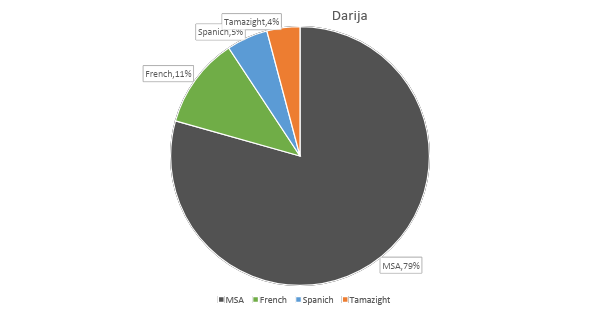 Darija
Tamazight,4%
Spanich,5%
French,11%
MSA,79%
MSA French Spanich Tamazight